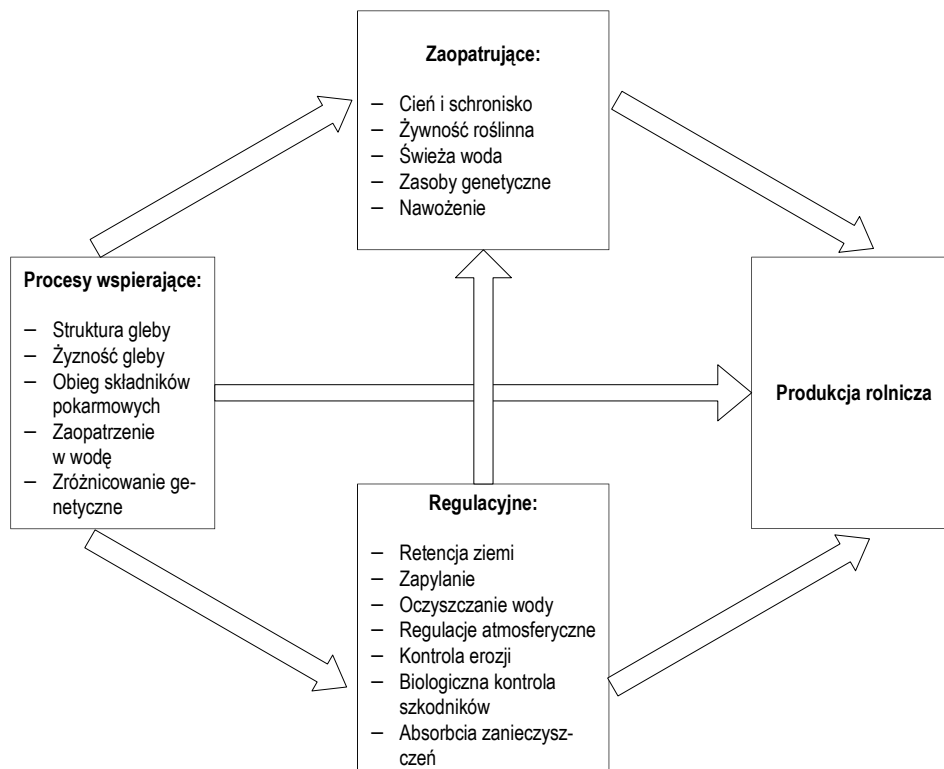 Zaopatrujące:
– Cień i schronisko
– Żywność roślinna
– Świeża woda
– Zasoby genetyczne
– Nawożenie
Procesy wspierające:
– Struktura gleby
– Żyzność gleby
– Obieg składników
pokarmowych
– Zaopatrzenie
w wodę
– Zróżnicowanie ge-
netyczne
Produkcja rolnicza
Regulacyjne:
– Retencja ziemi
– Zapylanie
– Oczyszczanie wody
– Regulacje atmosferyczne
– Kontrola erozji
– Biologiczna kontrola
szkodników
– Absorbcia zanieczysz-
czeń